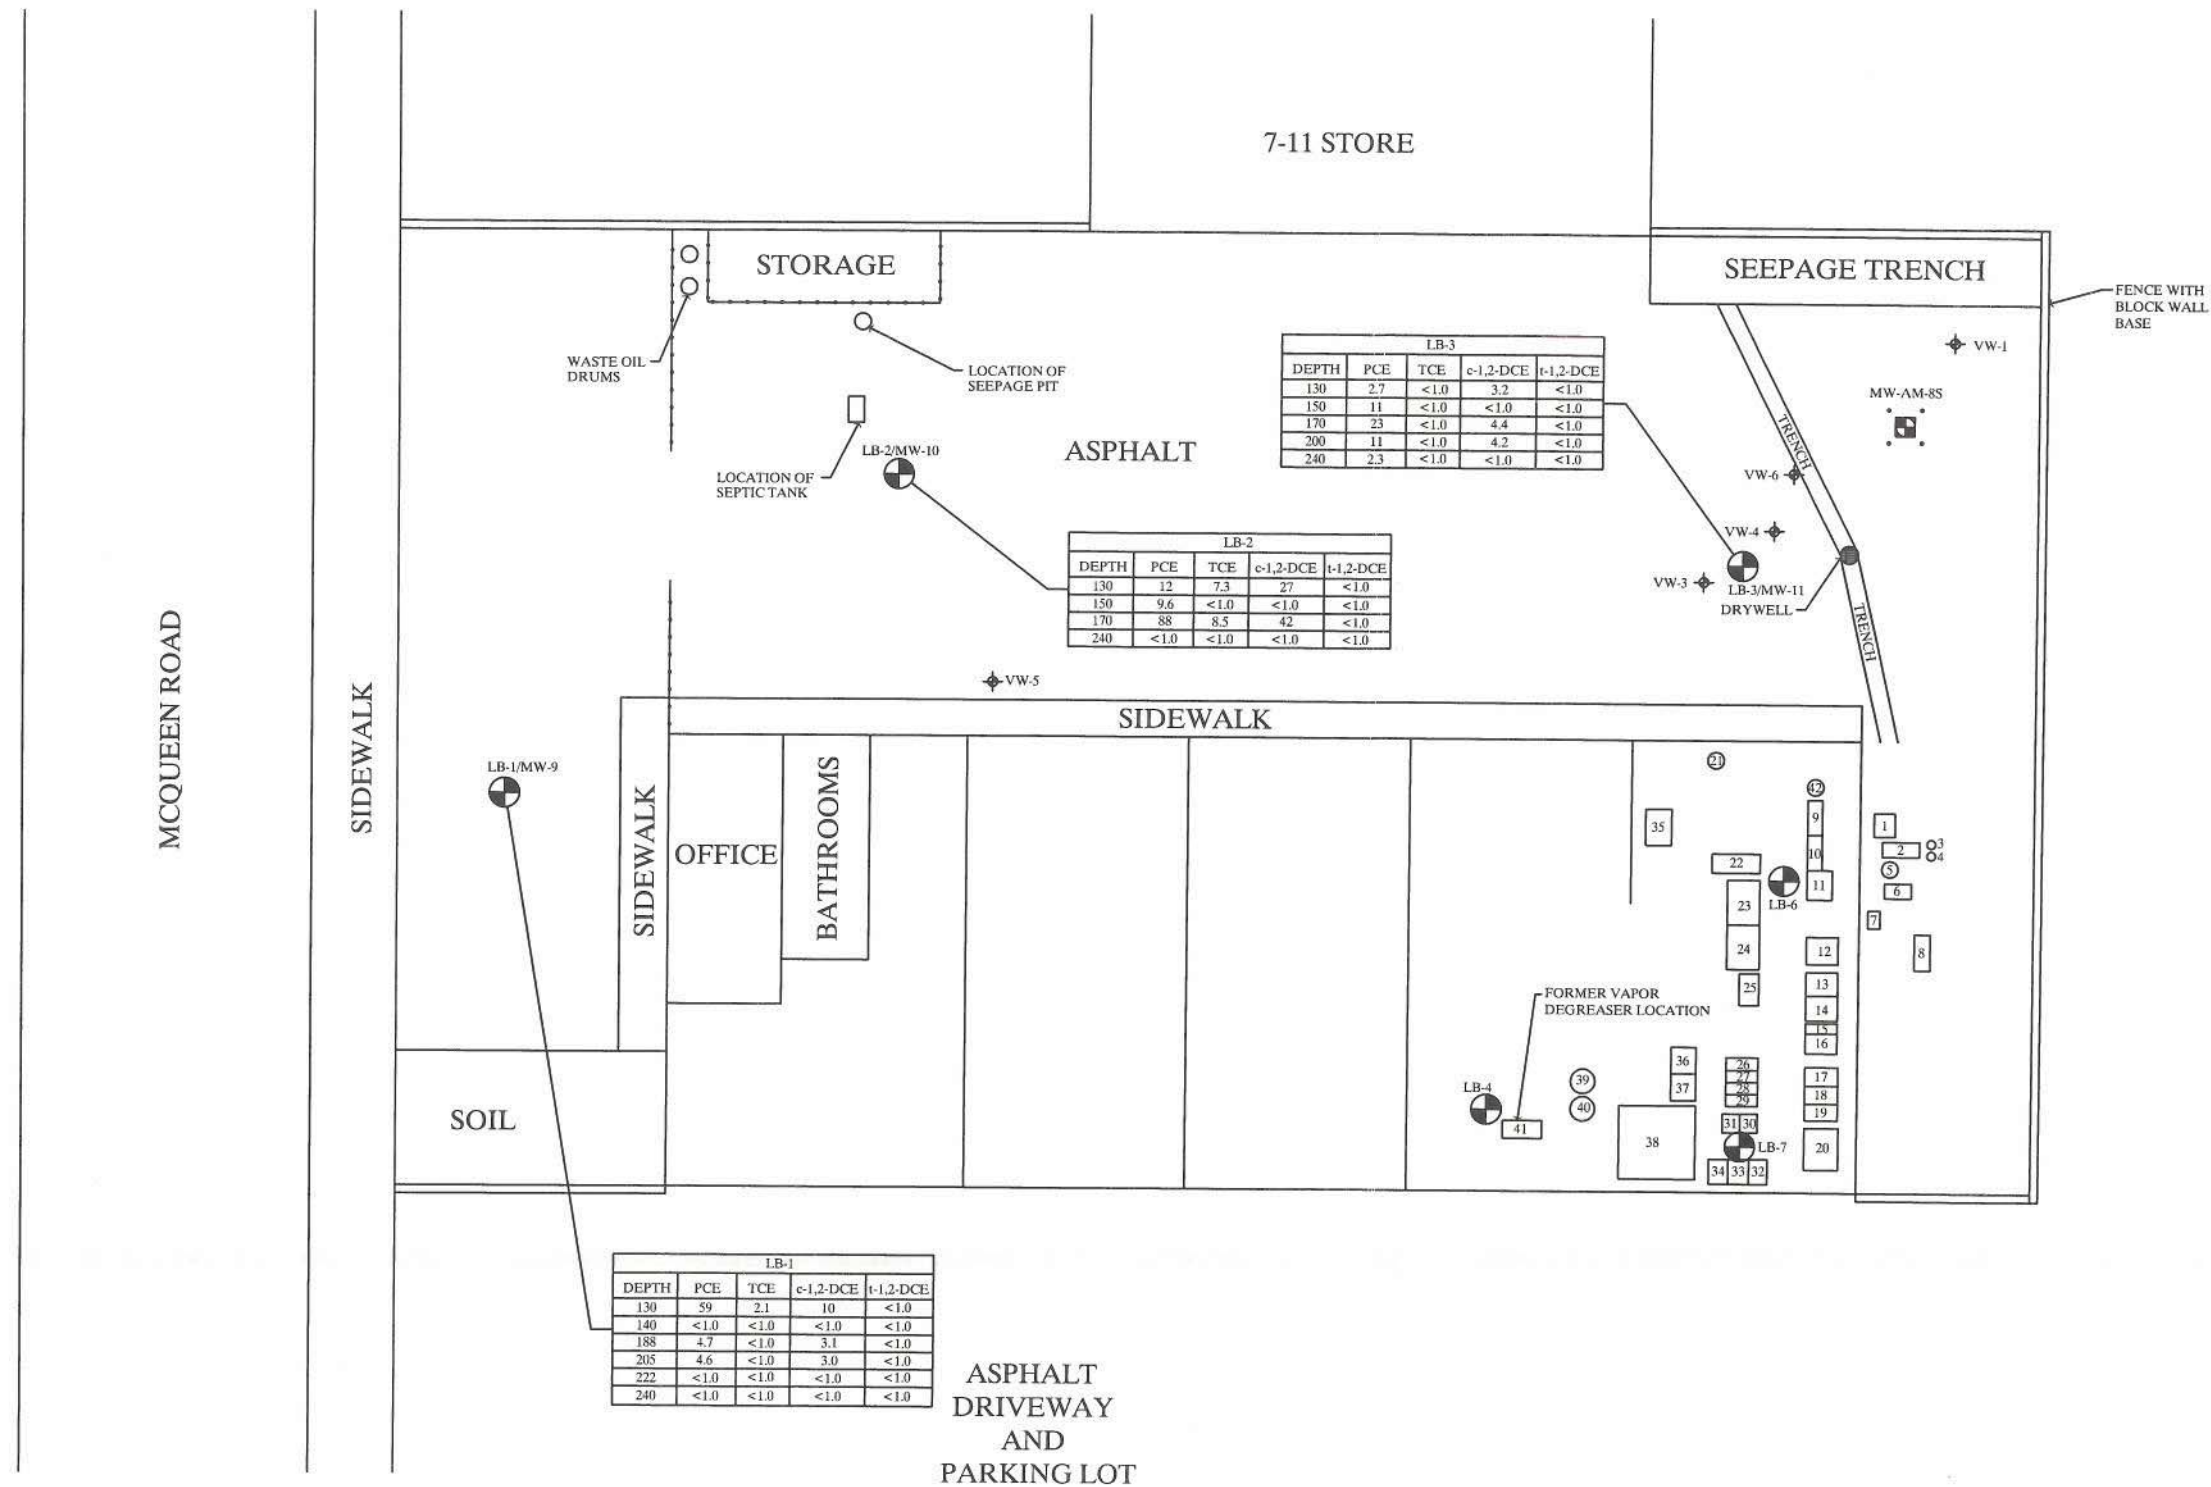 7-11 STORE
STORAGE
SEEPAGE TRENCH
FENCE WITH
BLOCK WALL
BASE
VW-1
WASTE OIL
DRUMS
LOCATION OF
SEEPAGE PIT
LB-3
DEPTH PCE TCE c-1,2-DCE t-1,2-DCE
130 2.7 <1.0 3.2 <1.0
150 11 <1.0 <1.0 <1.0
170 23 <1.0 4.4 <1.0
200 11 <1.0 4.2 <1.0
240 2.3 <1.0 <1.0 <1.0
MW-AM-8S
TRENCH
LB-2/MW-10
ASPHALT
LOCATION OF
SEPTIC TANK
VW-6
VW-4
VW-3
LB-3/MW-11
DRYWELL
TRENCH
LB-2
DEPTH PCE TCE c-1,2-DCE t-1,2-DCE
130 12 7.3 27 <1.0
150 9.6 <1.0 <1.0 <1.0
170 88 8.5 42 <1.0
240 <1.0 <1.0 <1.0 <1.0
VW-5
SIDEWALK
MCQUEEN ROAD
SIDEWALK
LB-1/MW-9
SIDEWALK
OFFICE
BATHROOMS
21
42
35
9
10
11
22
LB-6
23
24
25
12
13
14
15
16
1
2
3
4
5
6
7
8
FORMER VAPOR
DEGREASER LOCATION
36
37
26
27
28
29
17
18
19
20
LB-4
39
40
41
38
31 30
LB-7
34 33 32
SOIL
LB-1
DEPTH PCE TCE c-1,2-DCE t-1,2-DCE
130 59 2.1 10 <1.0
140 <1.0 <1.0 <1.0 <1.0
188 4.7 <1.0 3.1 <1.0
205 4.6 <1.0 3.0 <1.0
222 <1.0 <1.0 <1.0 <1.0
240 <1.0 <1.0 <1.0 <1.0
ASPHALT
DRIVEWAY
AND
PARKING LOT